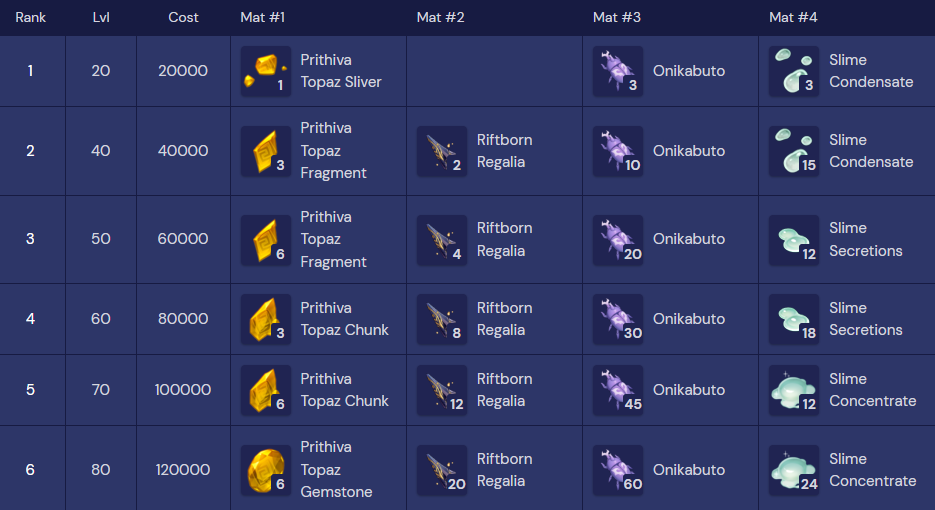 Rank Lvl Cost Mat #1 Mat #2 Mat #3 Mat #4
1 20 20000 1 Prithiva Topaz Sliver 3 Onikabuto 3 Slime Condensate
2 40 40000 3 Prithiva Topaz Fragment 2 Riftborn Regalia 10 Onikabuto 15 Slime Condensate
3 50 60000 6 Prithiva Topaz Fragment 4 Riftborn Regalia 20 Onikabuto 12 Slime Secretions
4 60 80000 3 Prithiva Topaz Chunk 8 Riftborn Regalia 30 Onikabuto 18 Slime Secretions
5 70 100000 6 Prithiva Topaz Chunk 12 Riftborn Regalia 45 Onikabuto 12 Slime Concentrate
6 80 120000 6 Prithiva Topaz Gemstone 20 Riftborn Regalia 60 Onikabuto 24 Slime Concentrate